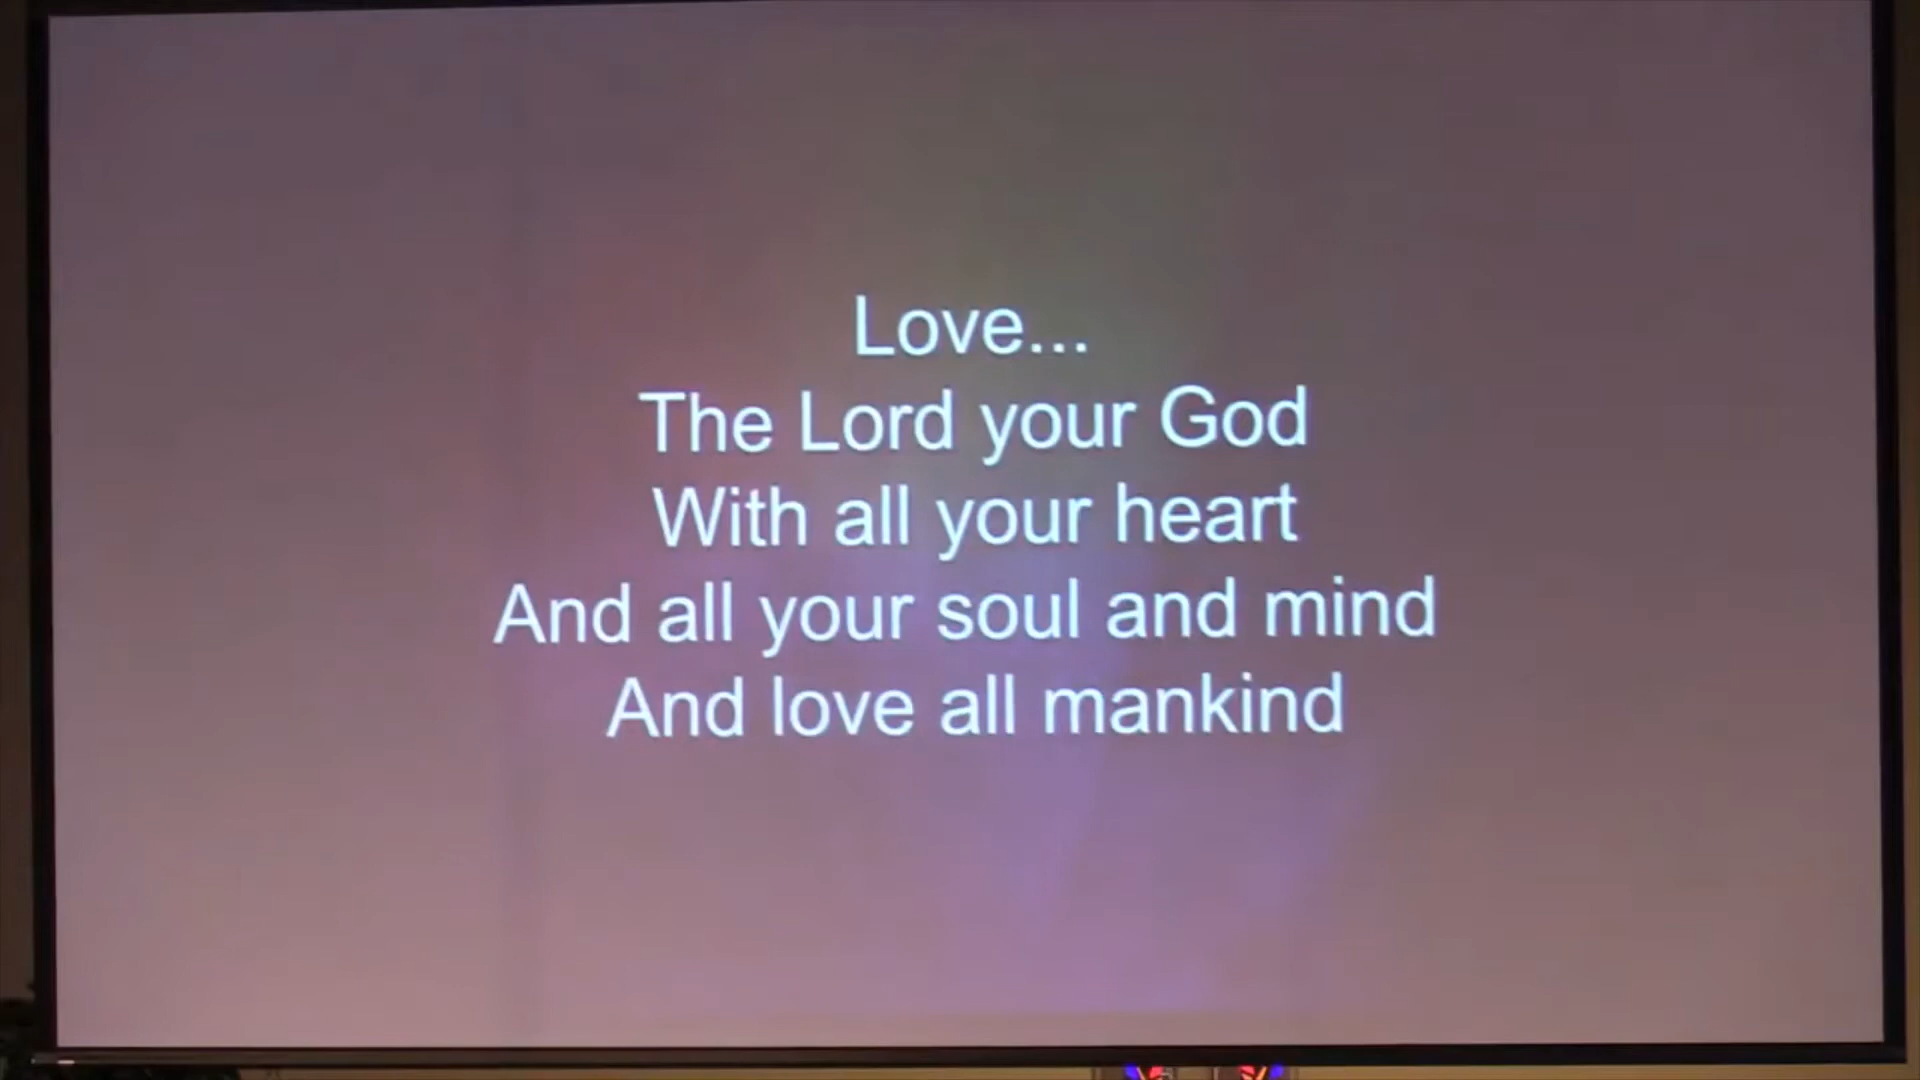 Love...
The Lord your God
With all your heart
And all your soul and mind
And love all mankind